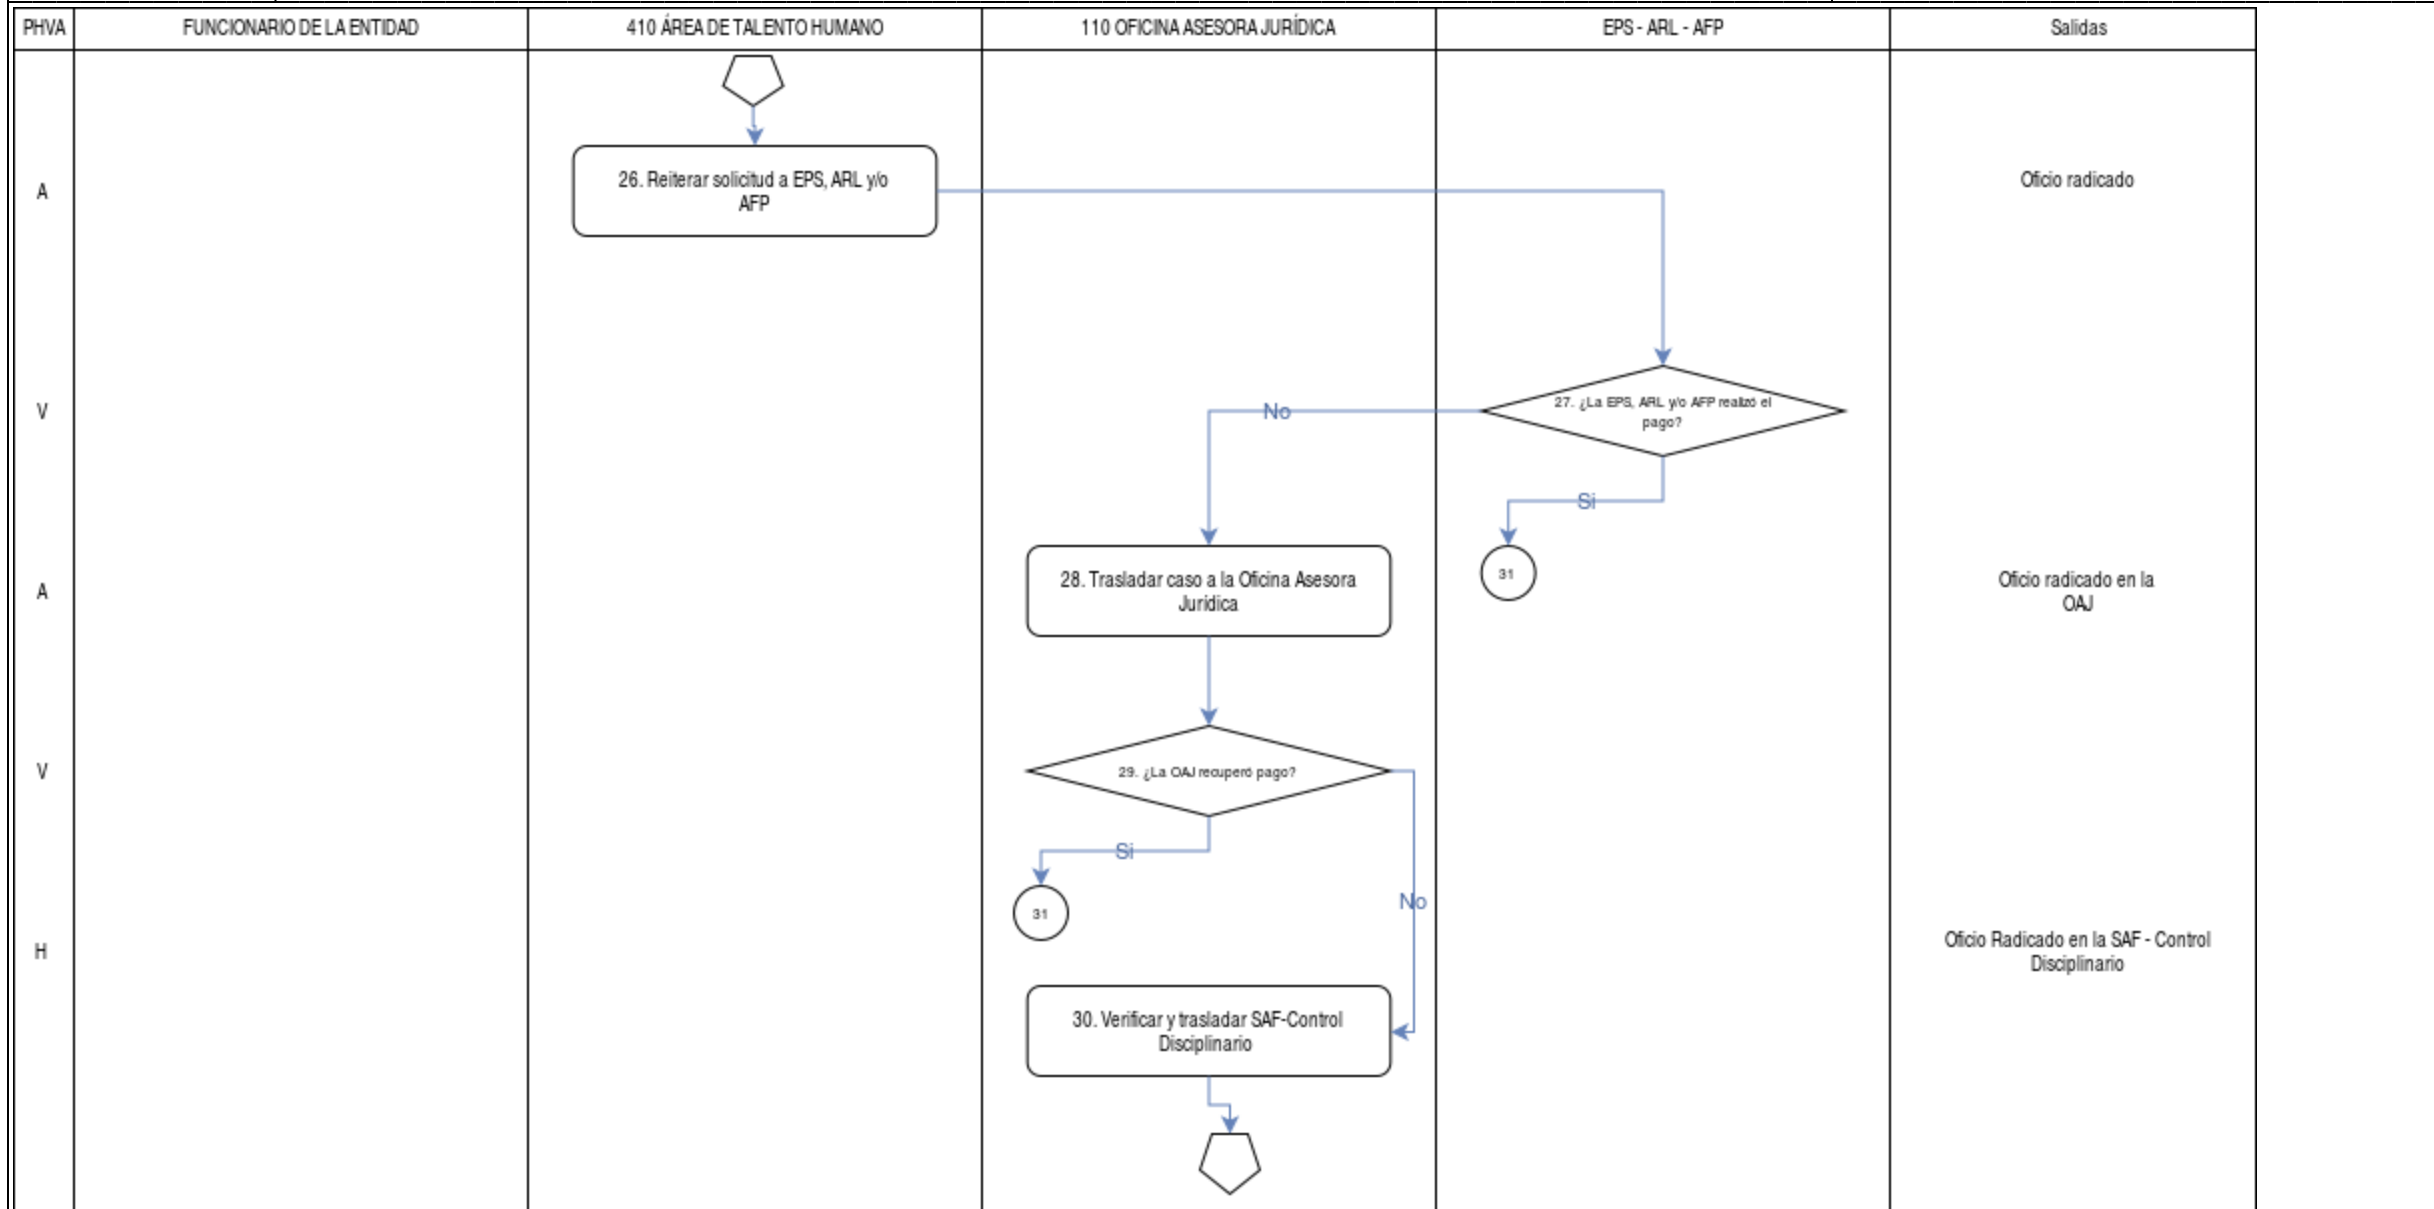 PHVA
FUNCIONARIO DE LA ENTIDAD
410 ÁREA DE TALENTO HUMANO
110 OFICINA ASESORA JURÍDICA
EPS - ARL - AFP
Salidas
A
26. Reiterar solicitud a EPS, ARL y/o
AFP
Oficio radicado
V
27. ¿La EPS, ARL y/o AFP realizó el
pago?
No
Si
A
28. Trasladar caso a la Oficina Asesora
Jurídica
31
Oficio radicado en la
OAJ
V
29. ¿La OAJ recuperó pago?
Si
No
31
H
Oficio Radicado en la SAF - Control
Disciplinario
30. Verificar y trasladar SAF-Control
Disciplinario